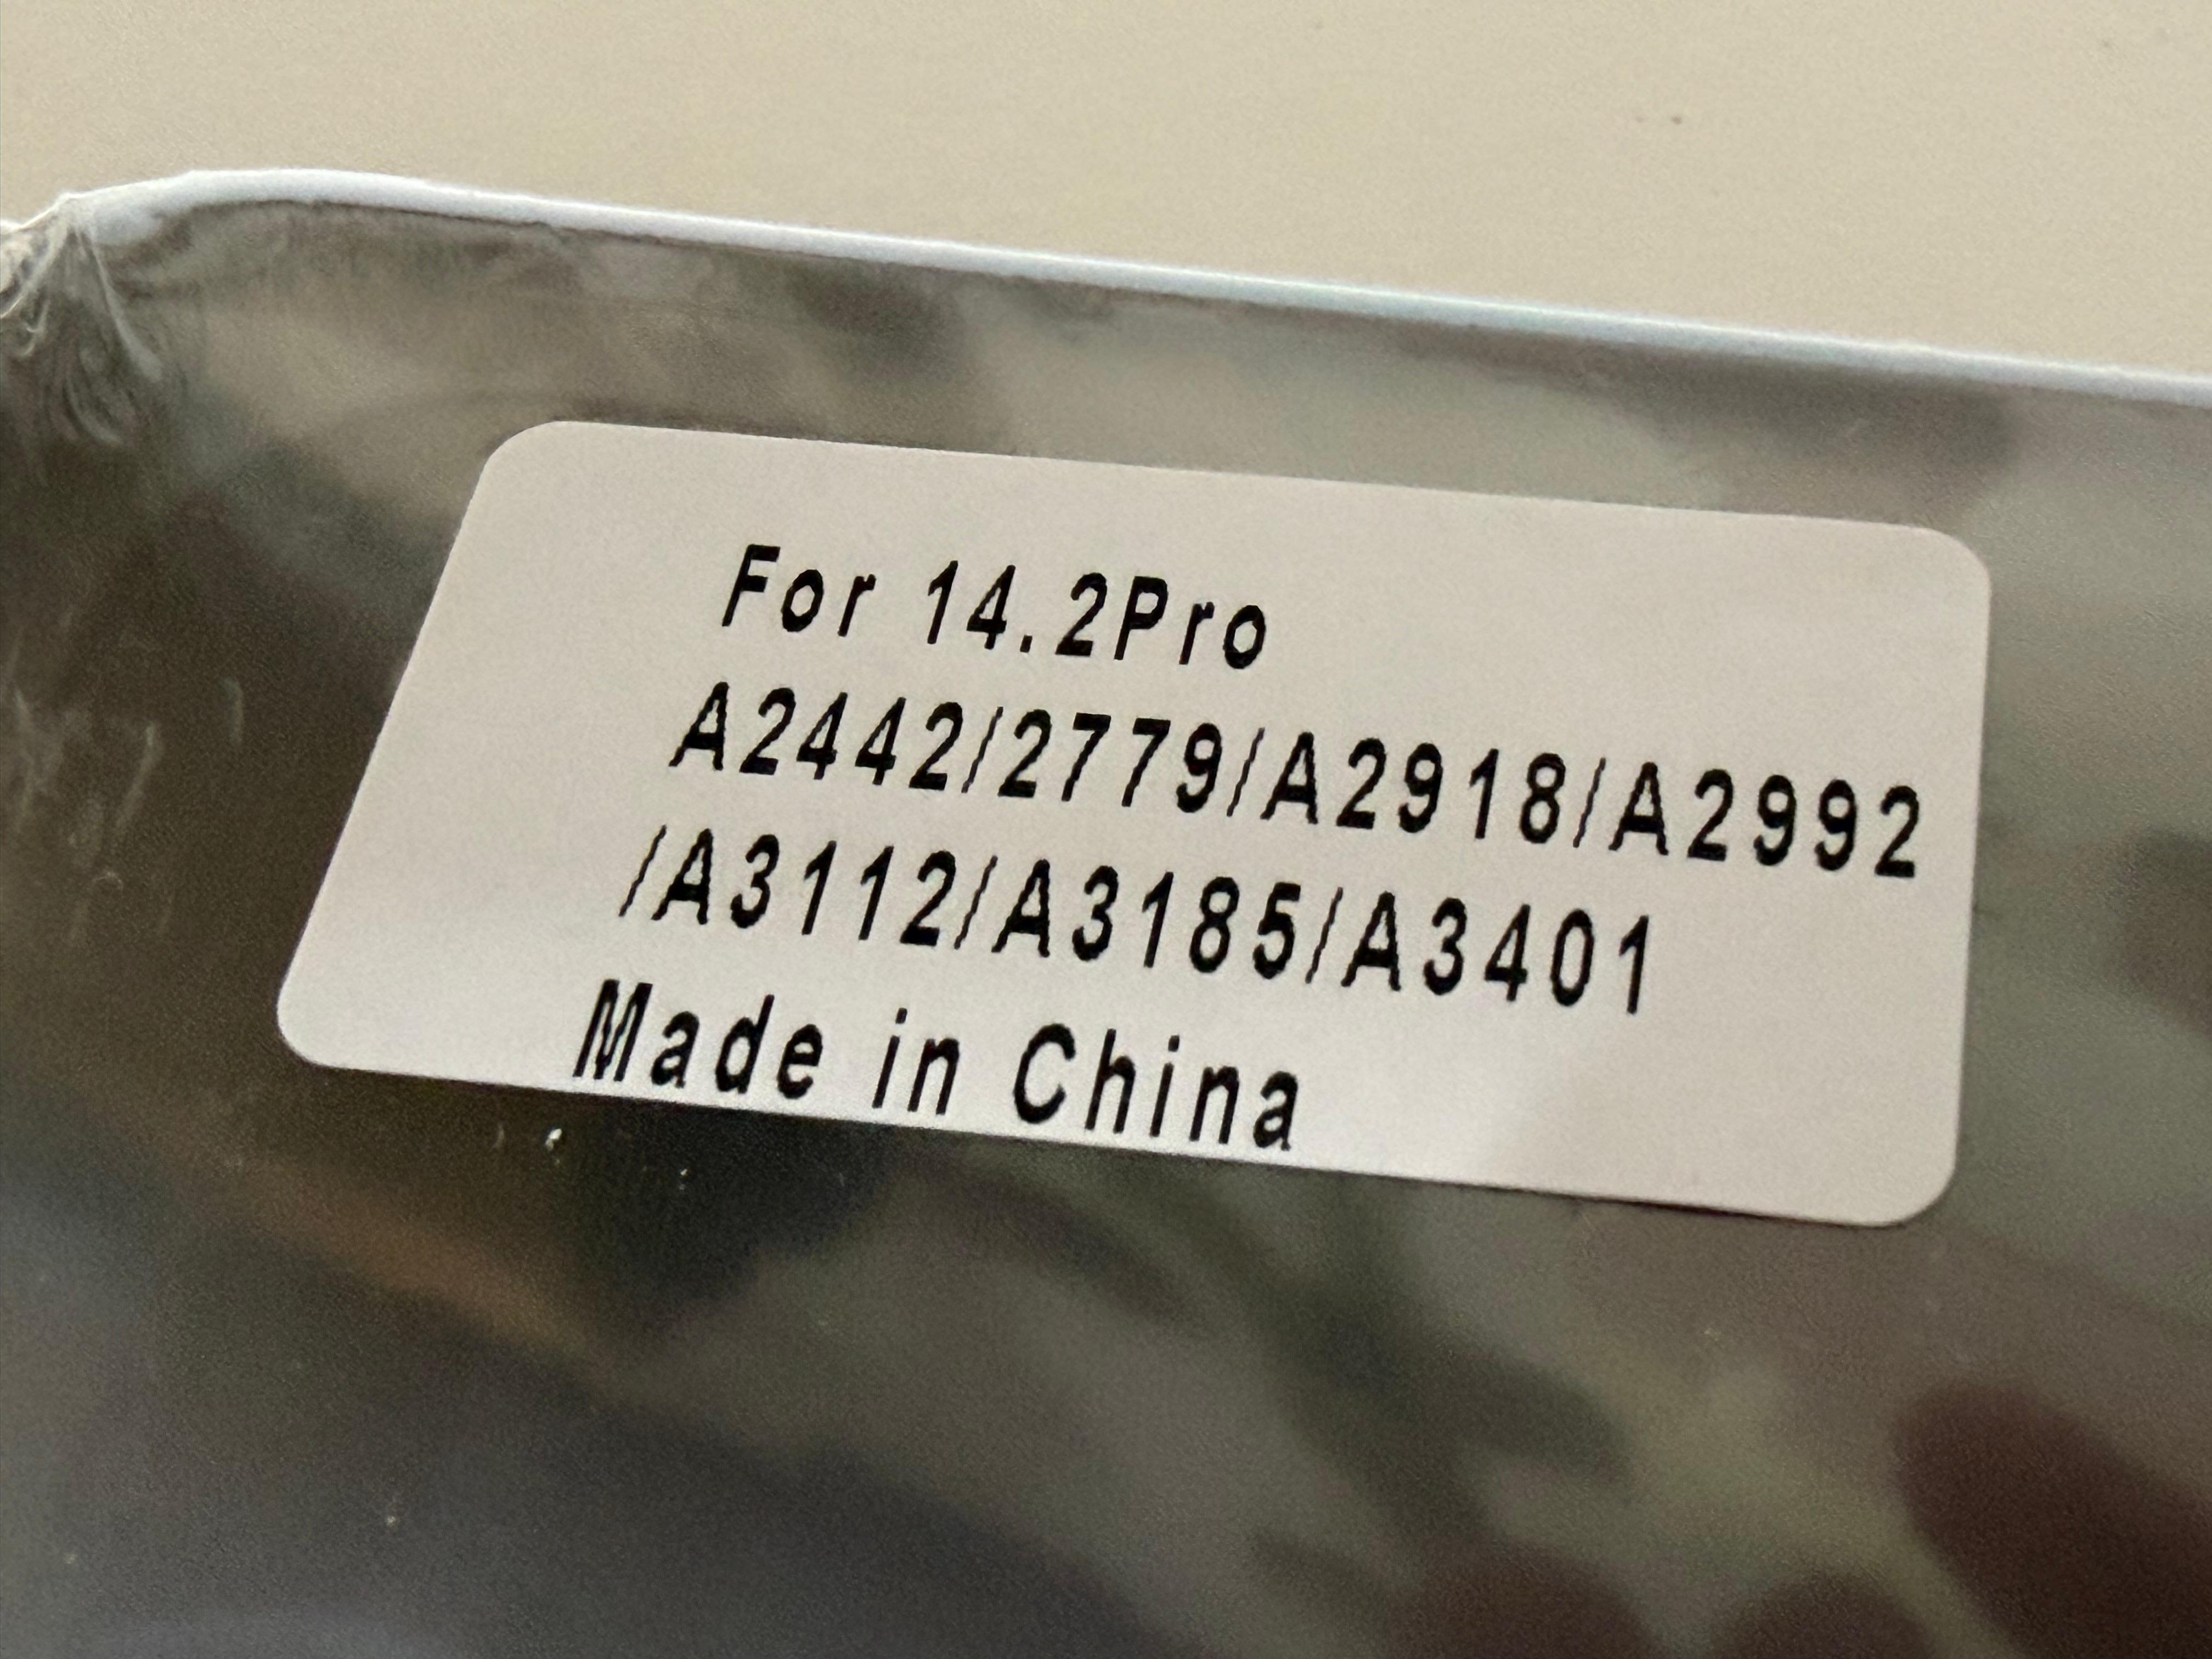 For 14.2Pro
A2442/2779/A2918/A2992
/A3112/A3185/A3401
Made in China